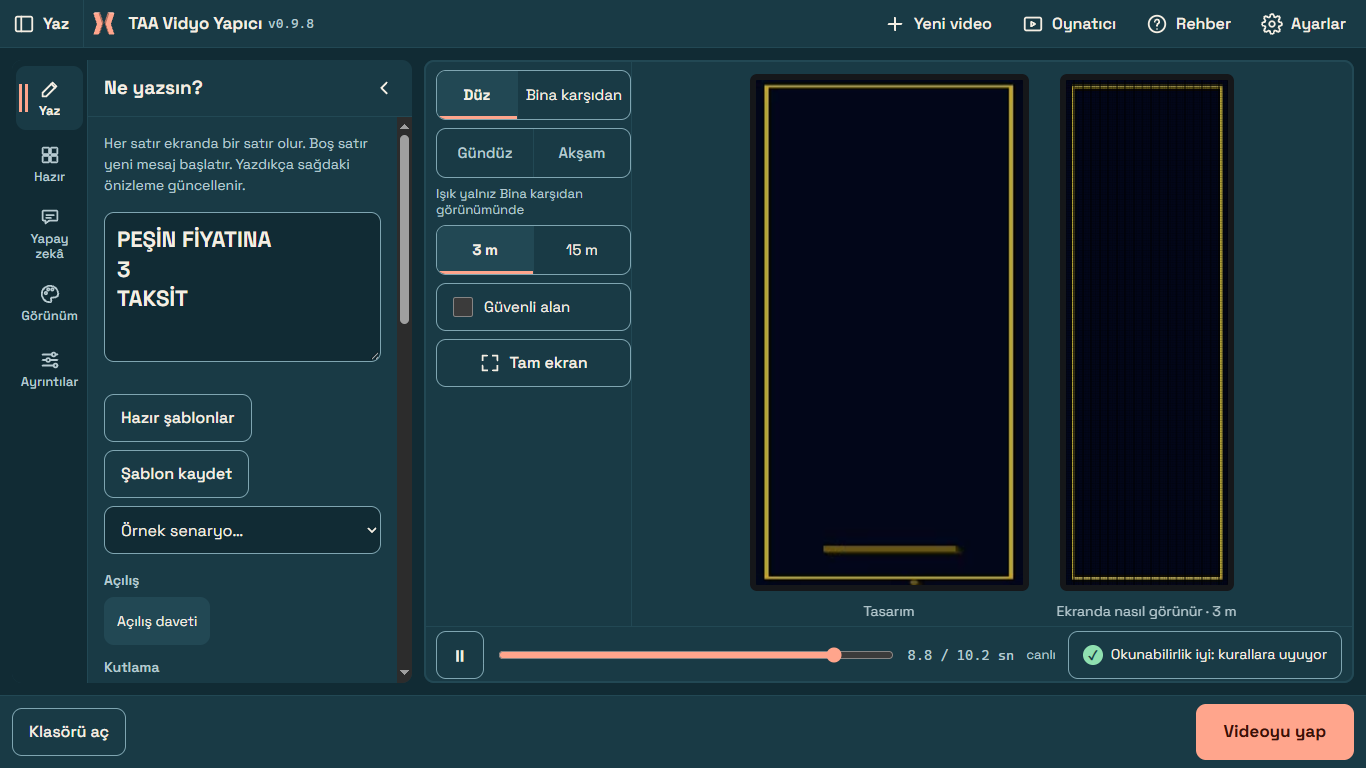 Yaz
TAA Vidyo Yapıcı v0.9.8
Yeni video
Oynatıcı
Rehber
Ayarlar
Yaz
Hazır
Yapay
zekâ
Görünüm
Ayrıntılar
Ne yazsın?
Her satır ekranda bir satır olur. Boş satır
yeni mesaj başlatır. Yazdıkça sağdaki
önizleme güncellenir.
PEŞİN FİYATINA
3
TAKSİT
Hazır şablonlar
Şablon kaydet
Örnek senaryo...
Açılış
Açılış daveti
Kutlama
Düz
Bina karşıdan
Gündüz
Akşam
Işık yalnız Bina karşıdan
görünümünde
3 m
15 m
Güvenli alan
Tam ekran
Tasarım
Ekranda nasıl görünür · 3 m
8.8 / 10.2 sn
canlı
Okunabilirlik iyi: kurallara uyuyor
Klasörü aç
Videoyu yap